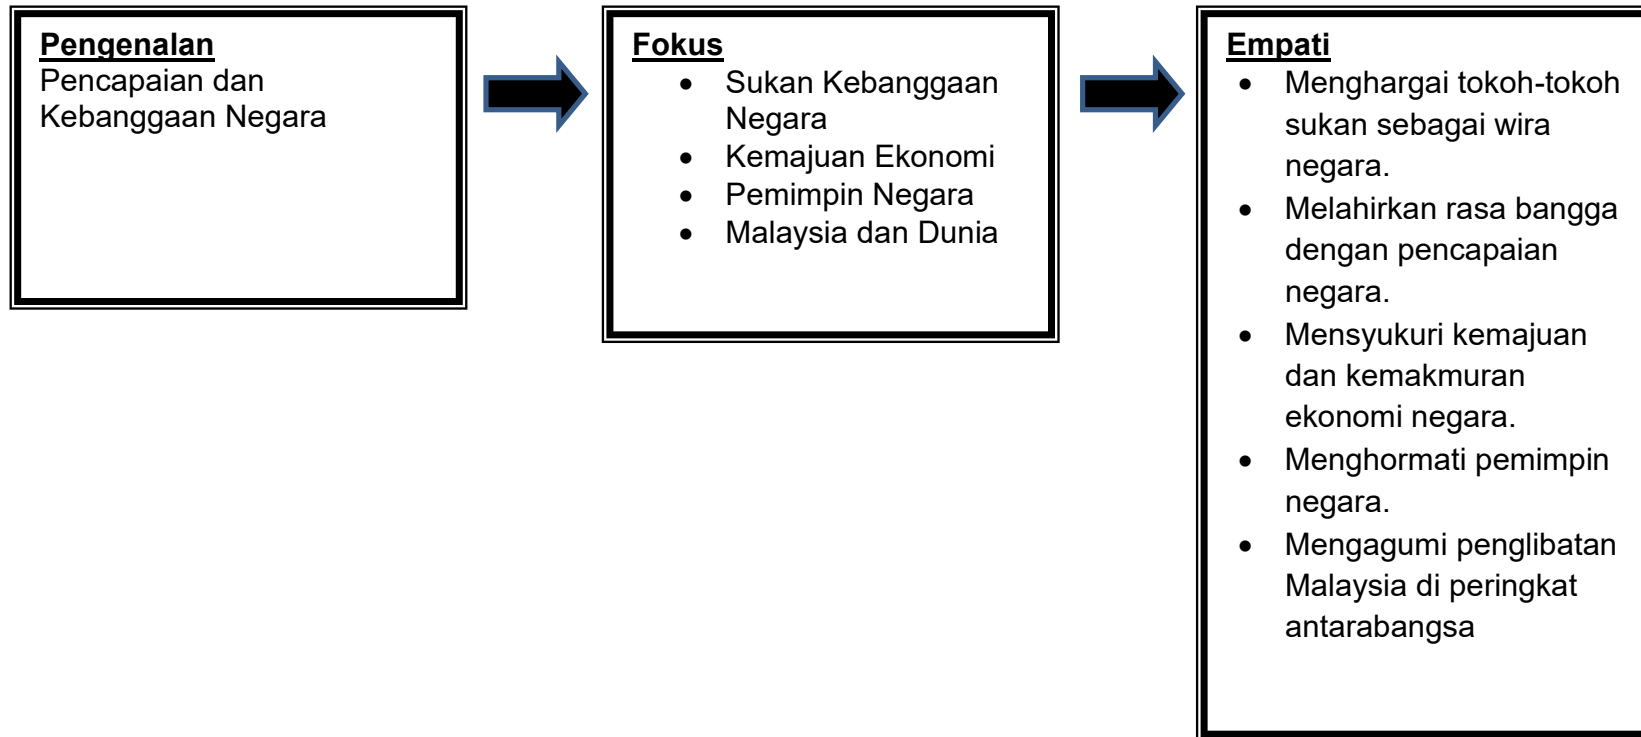 Pengenalan
Pencapaian dan
Kebanggaan Negara
Fokus
• Sukan Kebanggaan
Negara
• Kemajuan Ekonomi
• Pemimpin Negara
• Malaysia dan Dunia
Empati
• Menghargai tokoh-tokoh
sukan sebagai wira
negara.
• Melahirkan rasa bangga
dengan pencapaian
negara.
• Mensyukuri kemajuan
dan kemakmuran
ekonomi negara.
• Menghormati pemimpin
negara.
• Mengagumi penglibatan
Malaysia di peringkat
antarabangsa